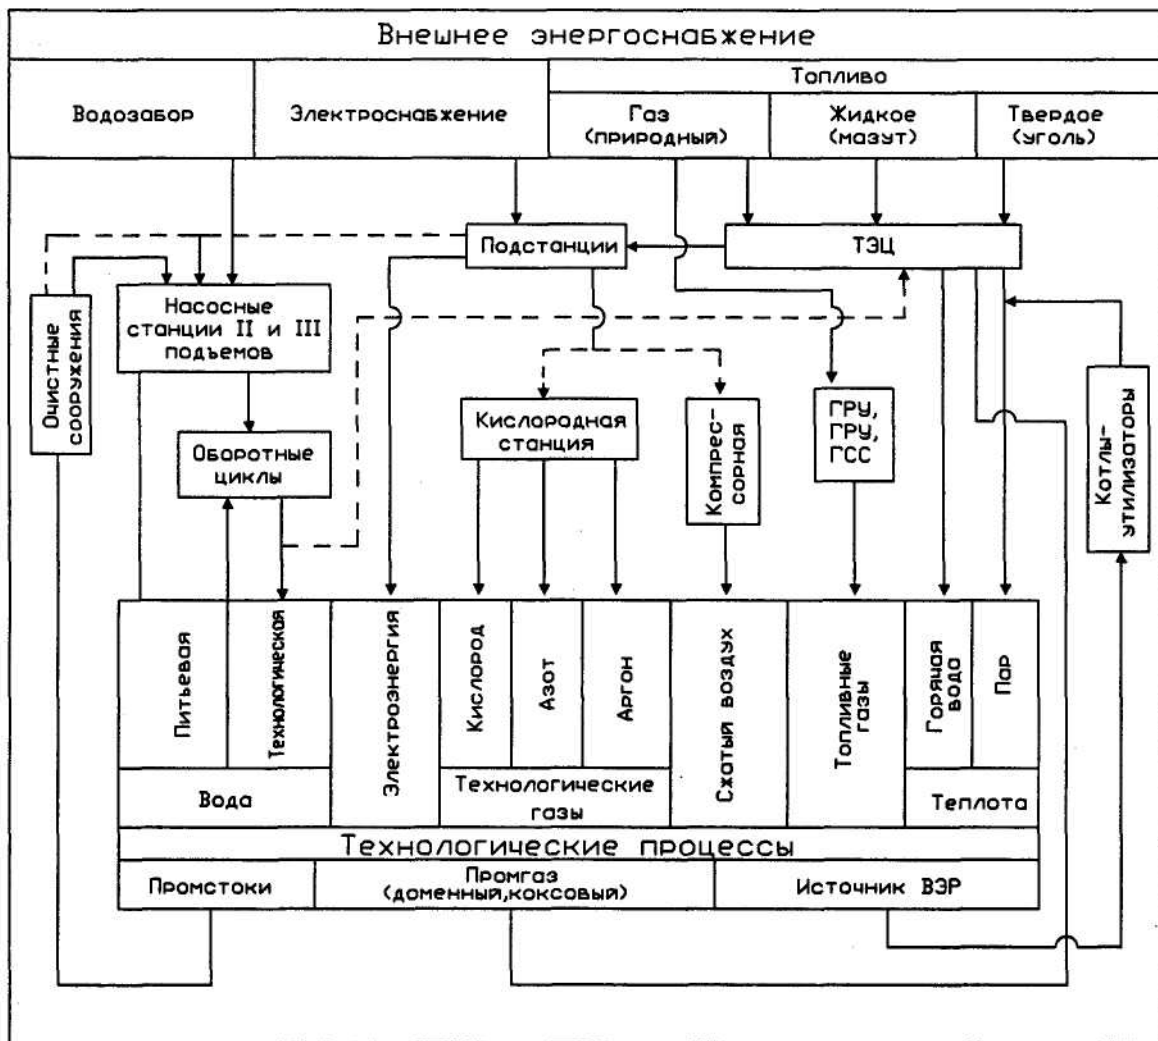 Внешнее энергоснабжение
Водозабор
Электроснабжение
Топливо
Газ
(природный)
Жидкое
(мазут)
Твердое
(уголь)
Подстанции
ТЭЦ
Очистные
сооружения
Насосные
станции II и III
подъемов
Оборотные
циклы
Кислородная
станция
Компрес-
сорная
ГРУ,
ГРУ,
ГСС
Котлы-
утилизаторы
Питьевая
Технологическая
Электроэнергия
Кислород
Азот
Аргон
Сжатый воздух
Топливные
газы
Горячая
вода
Пар
Вода
Технологические
газы
Теплота
Технологические процессы
Промстоки
Промгаз
(доменный,коксовый)
Источник ВЭР